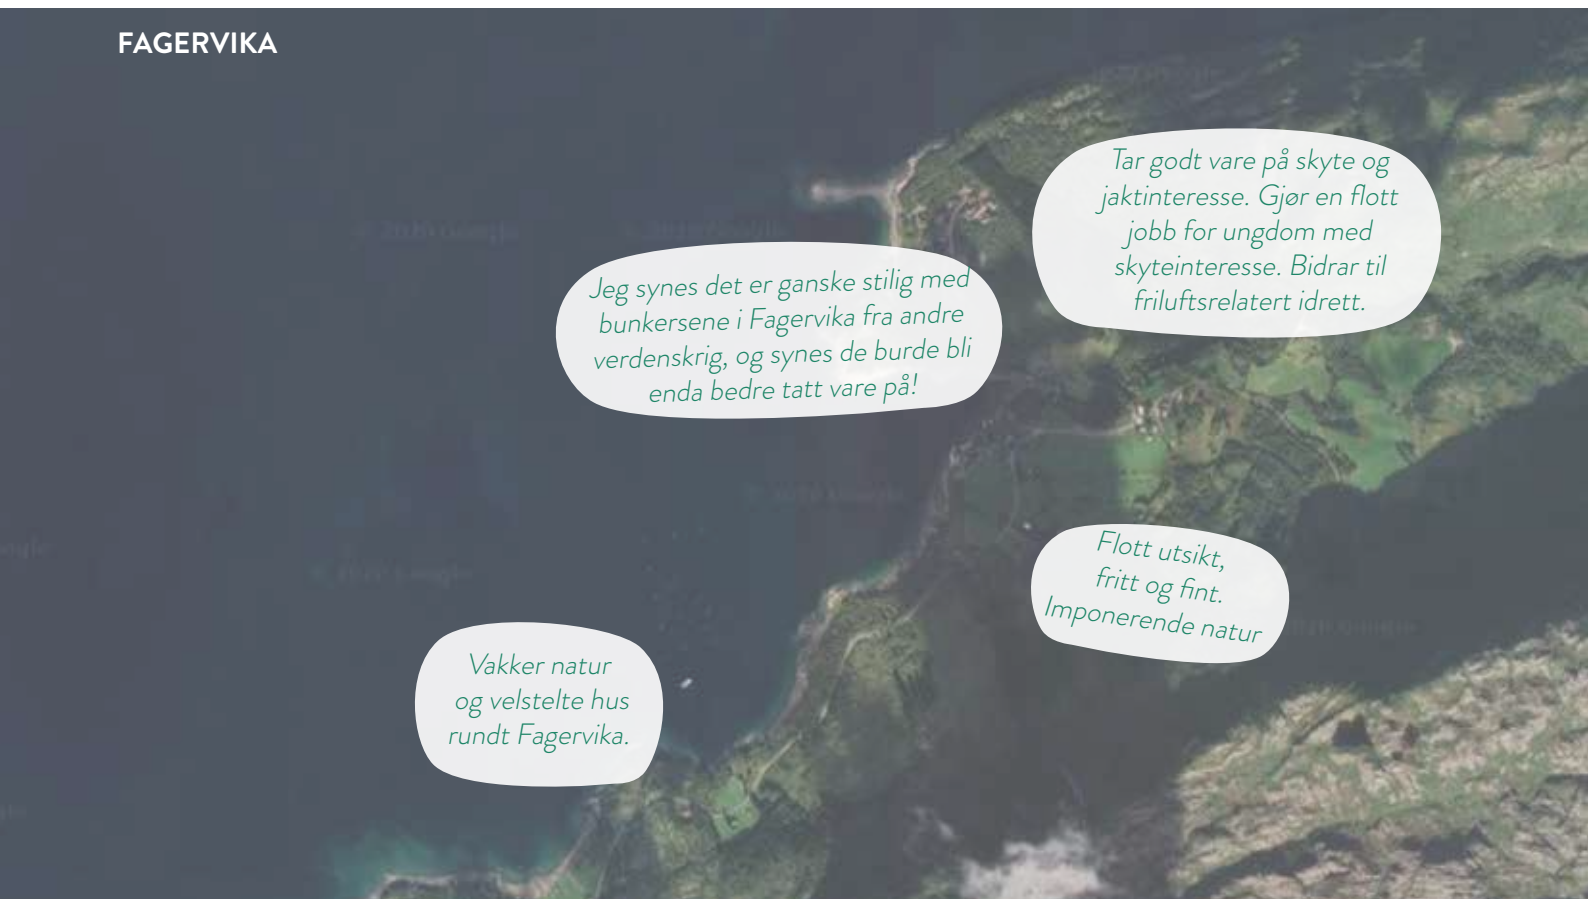 FAGERVIKA
Tar godt vare på skyte og
jaktinteresse. Gjør en flott
jobb for ungdom med
skyteinteresse. Bidrar til
friluftsrelatert idrett.
Jeg synes det er ganske stilig med
bunkersene i Fagervika fra andre
verdenskrig, og synes de burde bli
enda bedre tatt vare på!
Flott utsikt,
fritt og fint.
Imponerende natur
Vakker natur
og velstelte hus
rundt Fagervika.